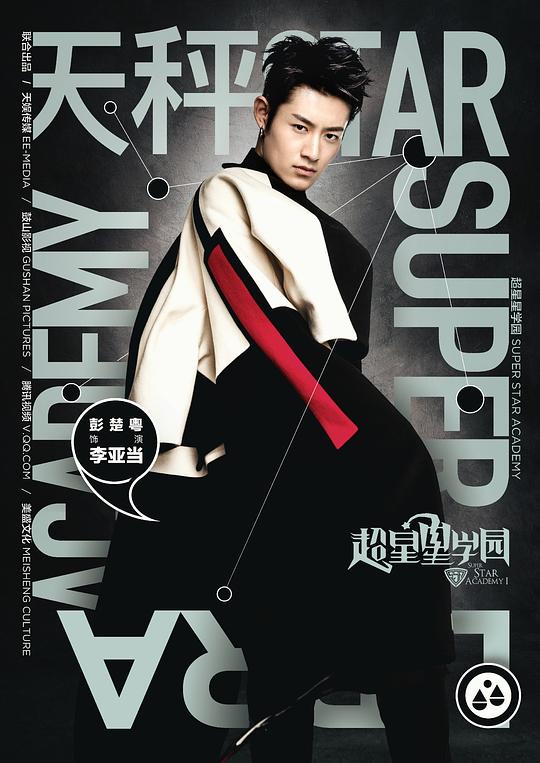 天秤STAR
SUPER
ACADEMY
联合出品 / 天娱传媒 EE-MEDIA / 鼓山影视 GUSHAN PICTURES / 腾讯视频 V.QQ.COM / 美盛文化 MEISHENG CULTURE
超星星学园 SUPER STAR ACADEMY
彭楚粤
饰 演
李亚当
超星星学园
SUPER
STAR
ACADEMY I